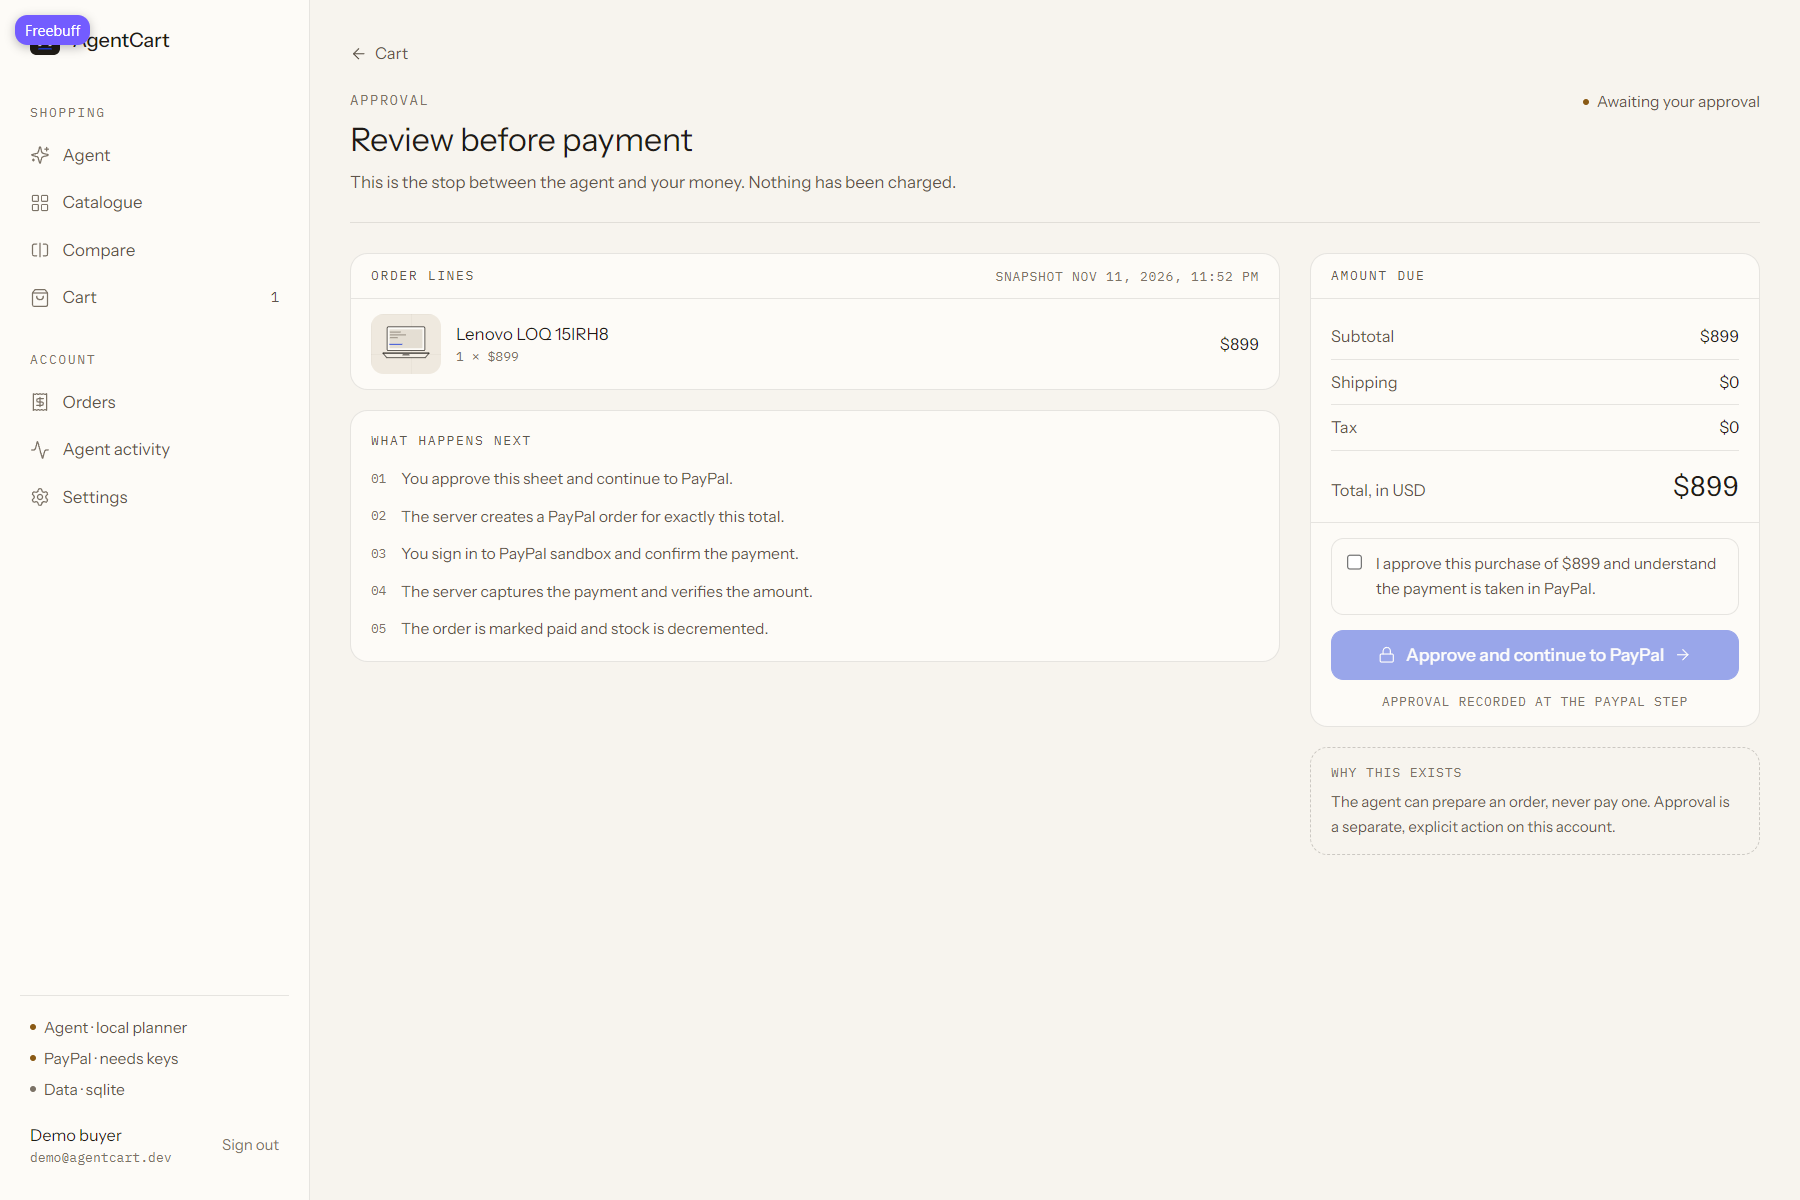 Freebuff
AgentCart
SHOPPING
Agent
Catalogue
Compare
Cart 1
ACCOUNT
Orders
Agent activity
Settings
Agent · local planner
PayPal · needs keys
Data · sqlite
Demo buyer
demo@agentcart.dev
Sign out
← Cart
APPROVAL
Awaiting your approval
Review before payment
This is the stop between the agent and your money. Nothing has been charged.
ORDER LINES
SNAPSHOT NOV 11, 2026, 11:52 PM
Lenovo LOQ 15IRH8
1 × $899
$899
WHAT HAPPENS NEXT
01 You approve this sheet and continue to PayPal.
02 The server creates a PayPal order for exactly this total.
03 You sign in to PayPal sandbox and confirm the payment.
04 The server captures the payment and verifies the amount.
05 The order is marked paid and stock is decremented.
AMOUNT DUE
Subtotal $899
Shipping $0
Tax $0
Total, in USD $899
I approve this purchase of $899 and understand
the payment is taken in PayPal.
Approve and continue to PayPal →
APPROVAL RECORDED AT THE PAYPAL STEP
WHY THIS EXISTS
The agent can prepare an order, never pay one. Approval is
a separate, explicit action on this account.